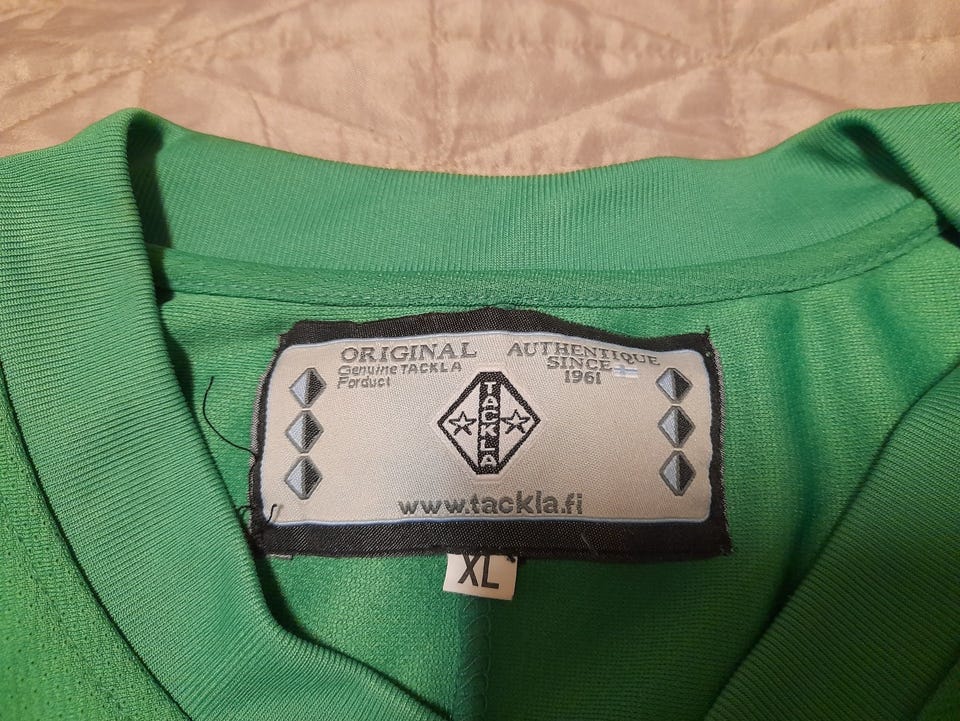 ORIGINAL
Genuine TACKLA
Forduct
AUTHENTIQUE
SINCE
1961
TACKLA
www.tackla.fi
XL